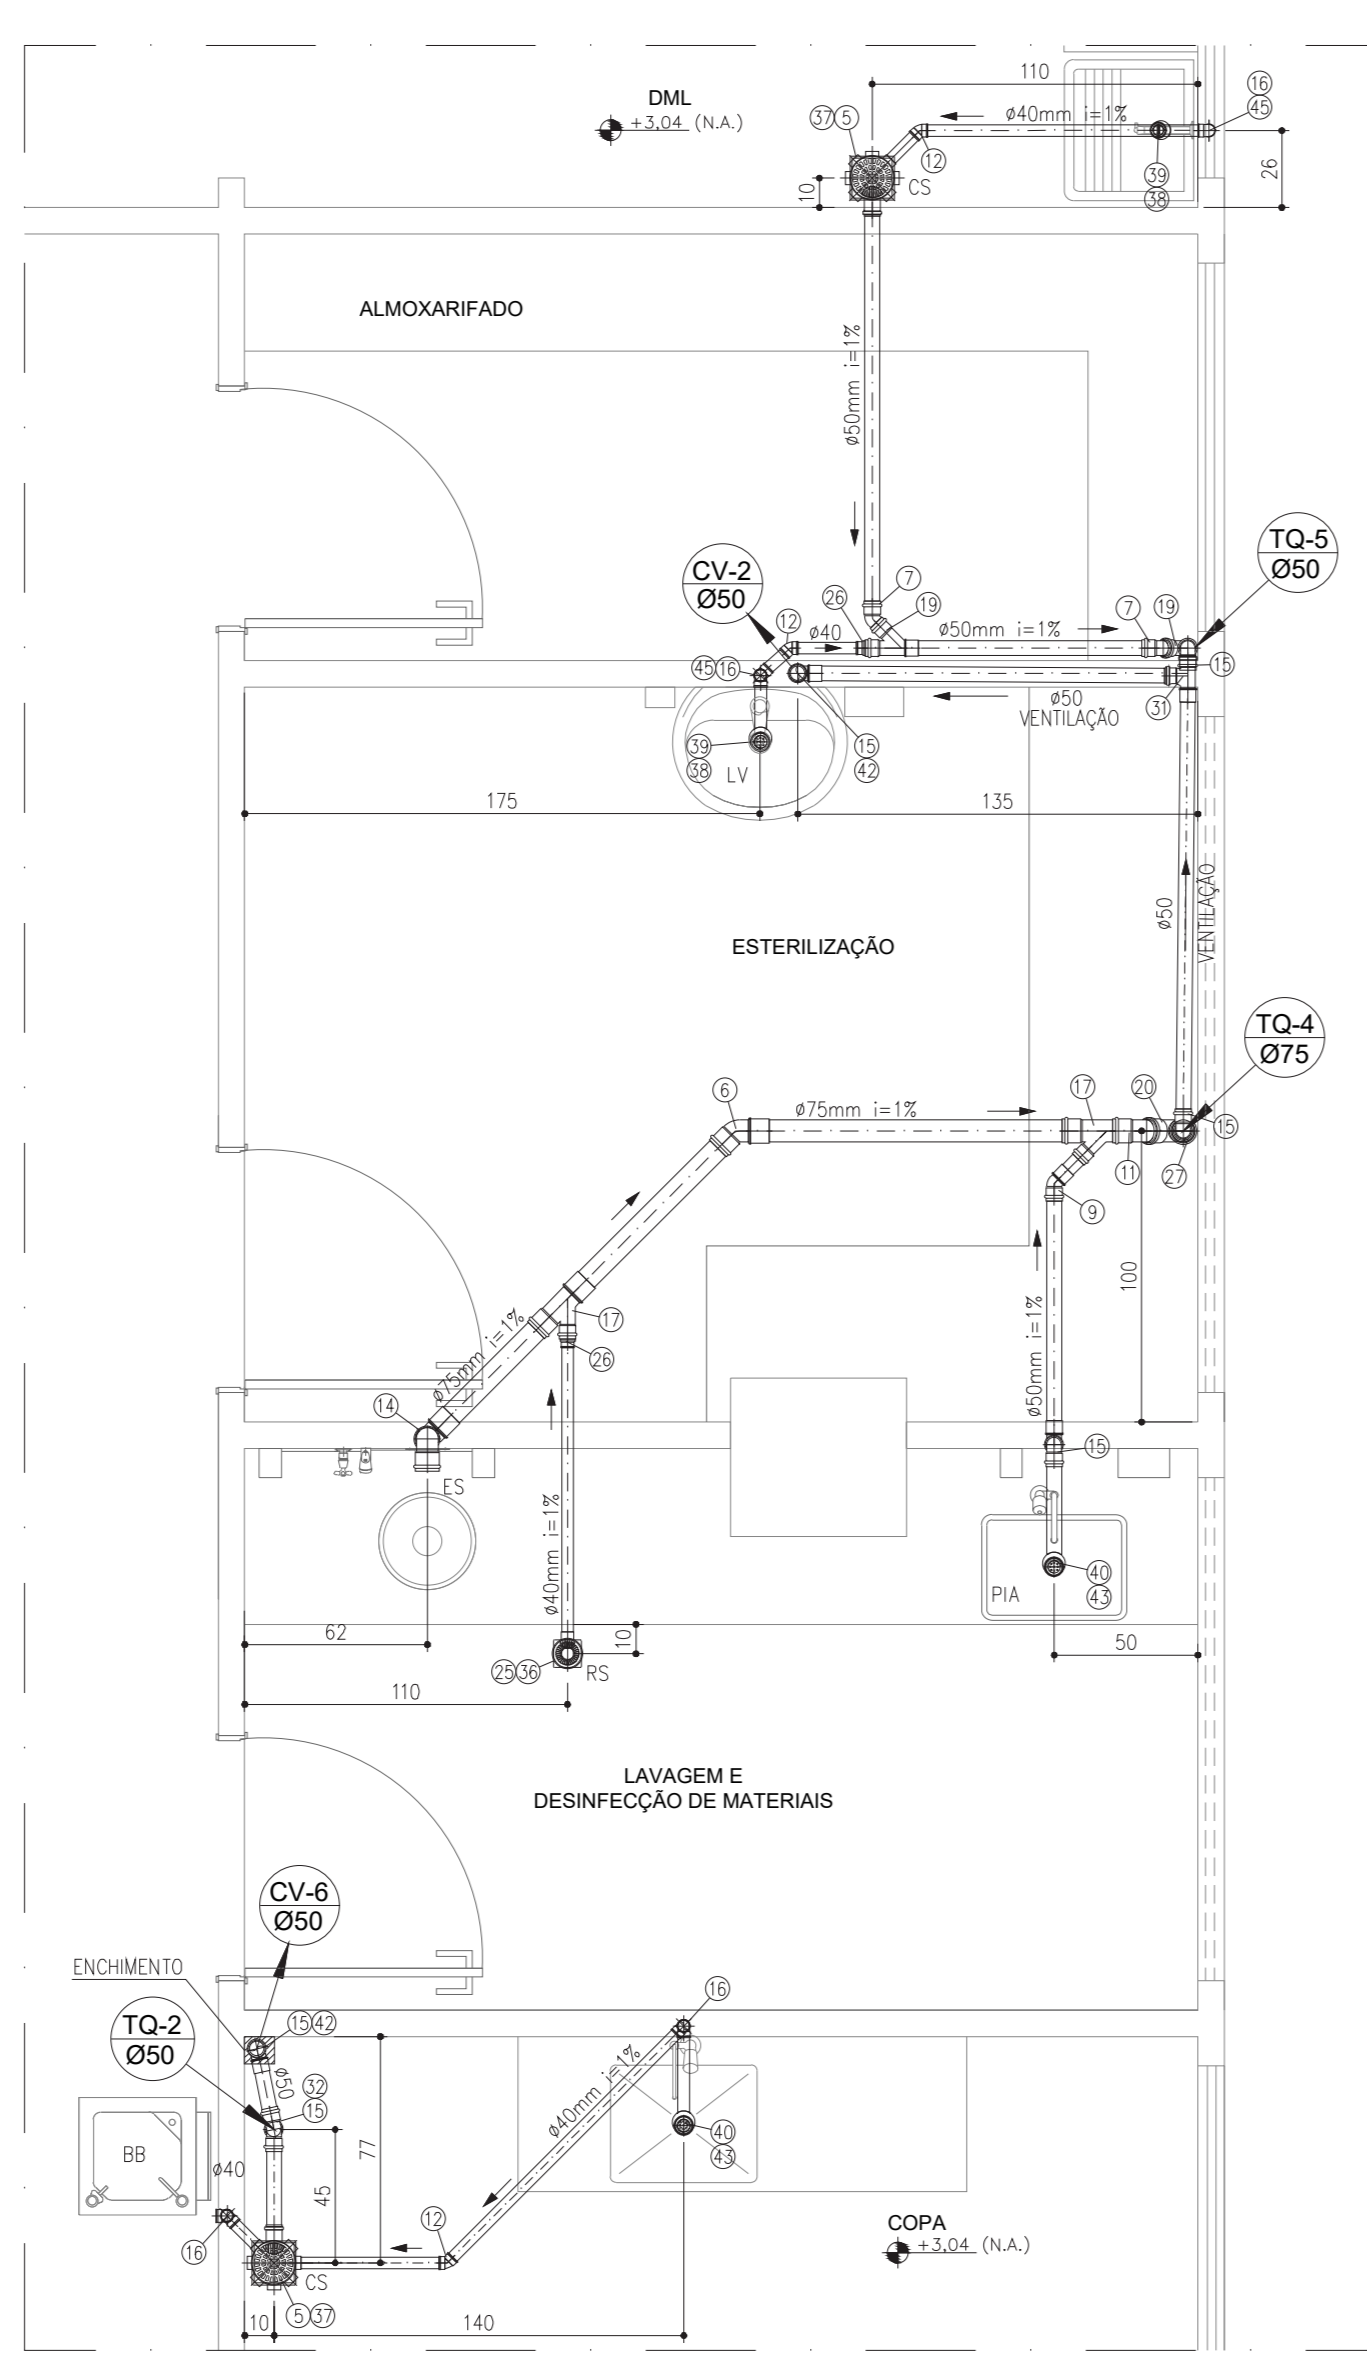 110
DML
+3,04 (N.A.)
16
45
ø40mm i=1%
37 5
12
CS
10
39
38
26
ALMOXARIFADO
ø50mm i=1%
TQ-5
Ø50
CV-2
Ø50
7
26
19
12
ø40
ø50mm i=1%
7
19
45 16
15
31
ø50
VENTILAÇÃO
39
38
LV
15
42
175
135
ø50
VENTILAÇÃO
ESTERILIZAÇÃO
TQ-4
Ø75
6
ø75mm i=1%
17
20
15
11
27
9
100
17
ø75mm i=1%
26
ø50mm i=1%
14
15
ES
ø40mm i=1%
40
43
PIA
62
10
50
25 36
RS
110
LAVAGEM E
DESINFECÇÃO DE MATERIAIS
CV-6
Ø50
ENCHIMENTO
16
TQ-2
Ø50
15 42
ø50
32
15
ø40mm i=1%
77
40
43
BB
ø40
45
16
12
COPA
+3,04 (N.A.)
CS
5 37
10
140